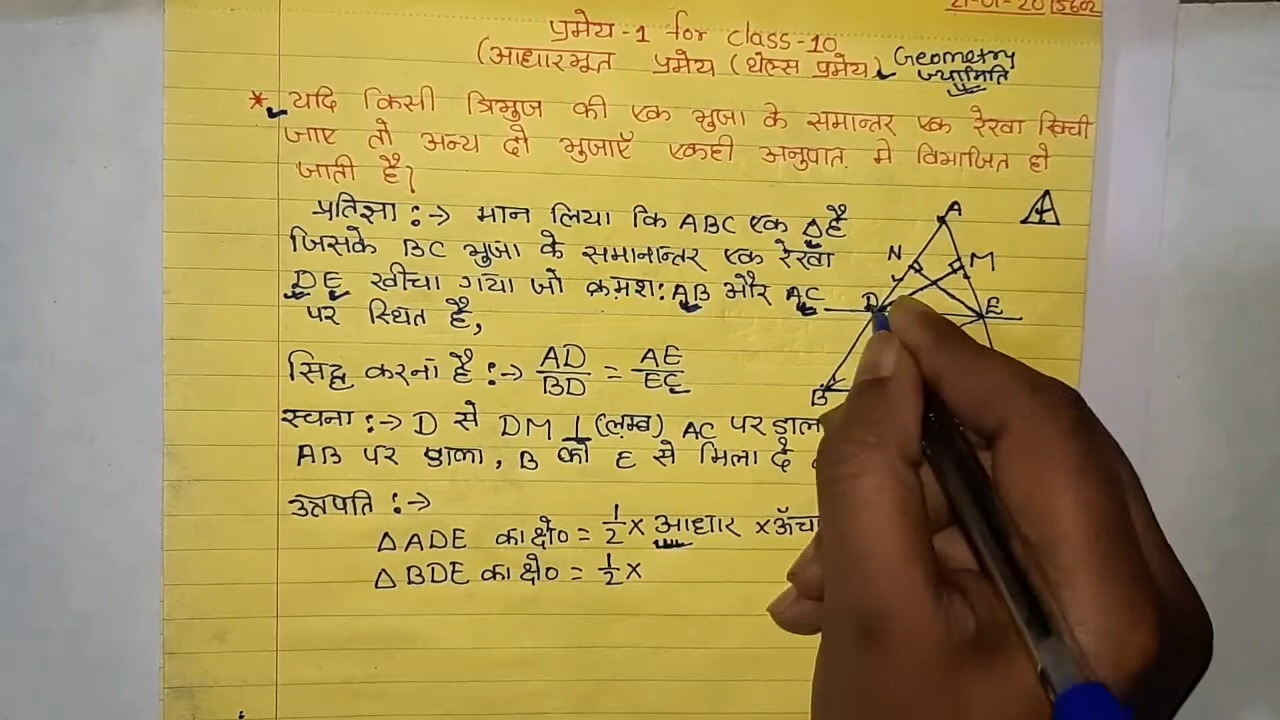 प्रमेय-1 for class-10
(आधारभूत प्रमेय (थेल्स प्रमेय)
Geometry
ज्यामिति
* यदि किसी त्रिभुज की एक भुजा के समान्तर एक रेखा खिची
जाए तो अन्य दो भुजाएँ एकही अनुपात में विभाजित हो
जाती है?
प्रतिज्ञा :-> मान लिया कि ABC एक Δ है
जिसके BC भुजा के समानान्तर एक रेखा
DE खींचा गया जो क्रमश: AB और AC
पर स्थित है,
A
N
M
D
E
B
सिद्ध करना है :-> AD/BD = AE/EC
रचना :-> D से DM ⊥ (लम्ब) AC पर डाल
AB पर डाला, B को E से मिला दे
उत्त्पति :->
Δ ADE का क्षे० = 1/2 x आधार x ऊँचा
Δ BDE का क्षे० = 1/2 x